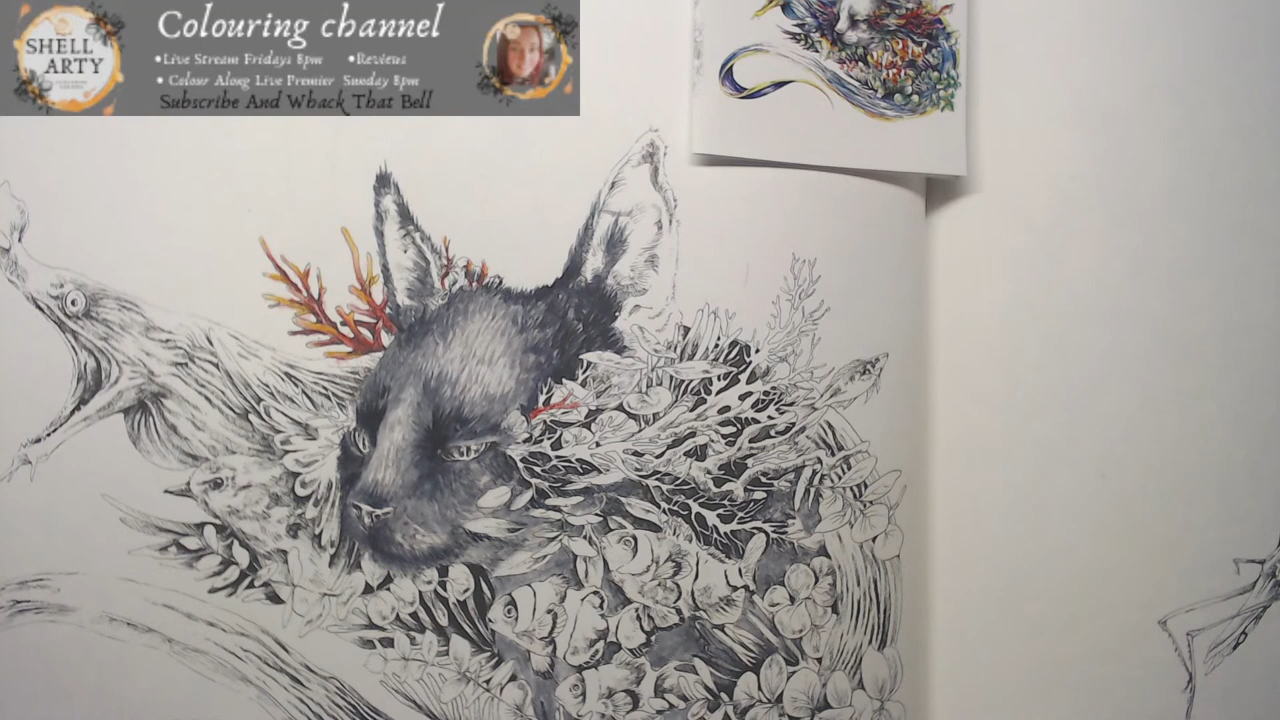 SHELL
ARTY
Colouring channel
•Live Stream Fridays 8pm •Reviews
• Colour Along Live Premier Sunday 8pm
Subscribe And Whack That Bell